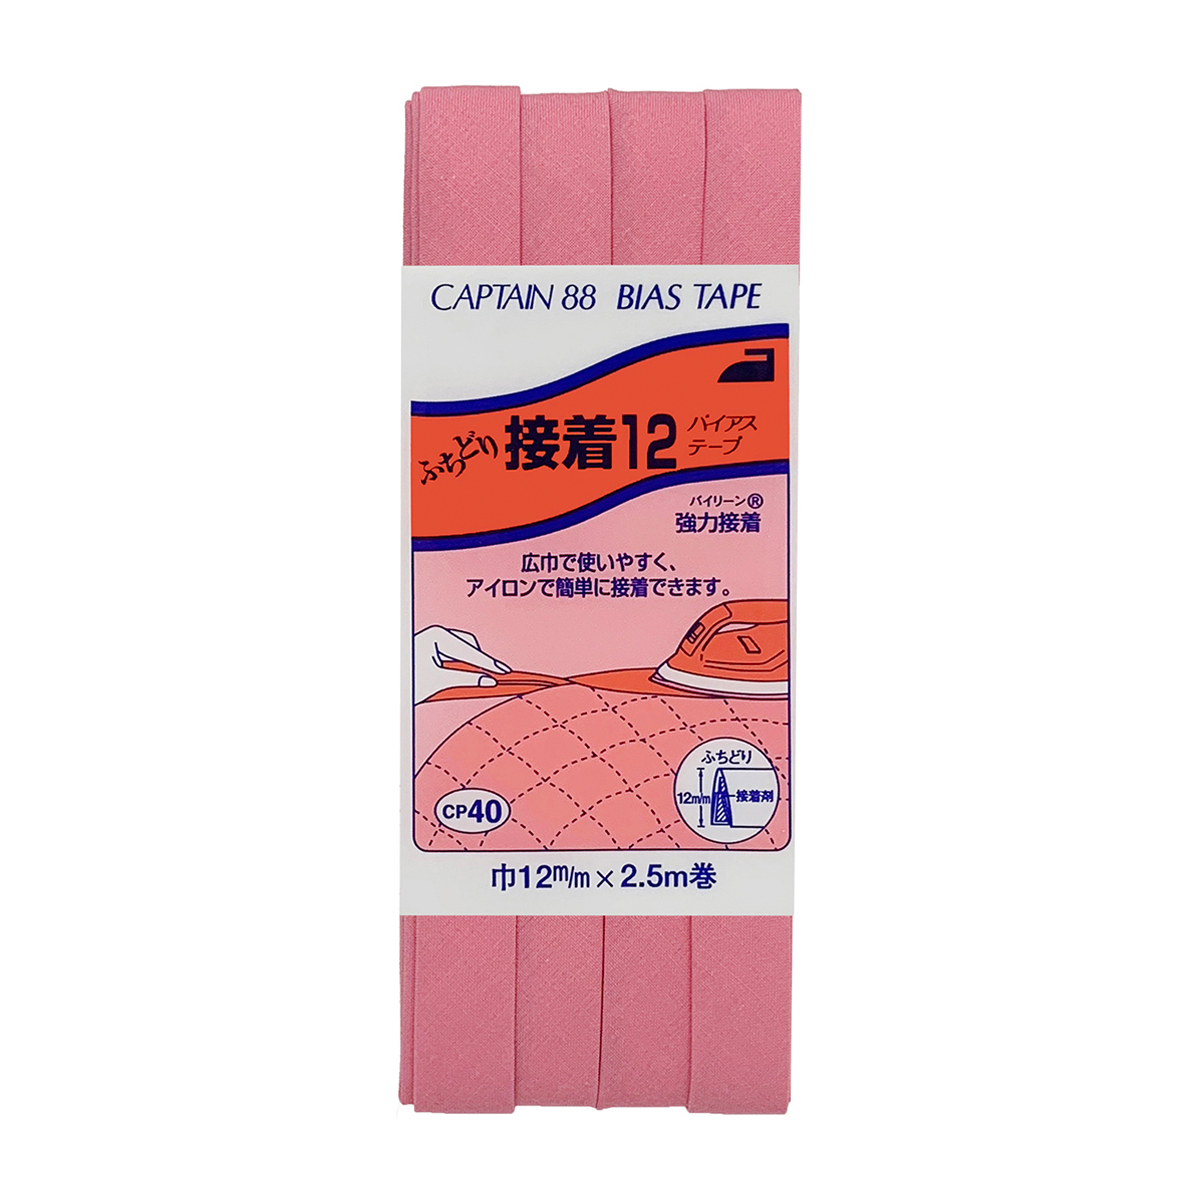 CAPTAIN 88 BIAS TAPE
ふちどり 接着12 バイアス
テープ
バイリーン®
強力接着
広巾で使いやすく、
アイロンで簡単に接着できます。
ふちどり
12m/m 接着剤
CP40
巾12m/m × 2.5m巻